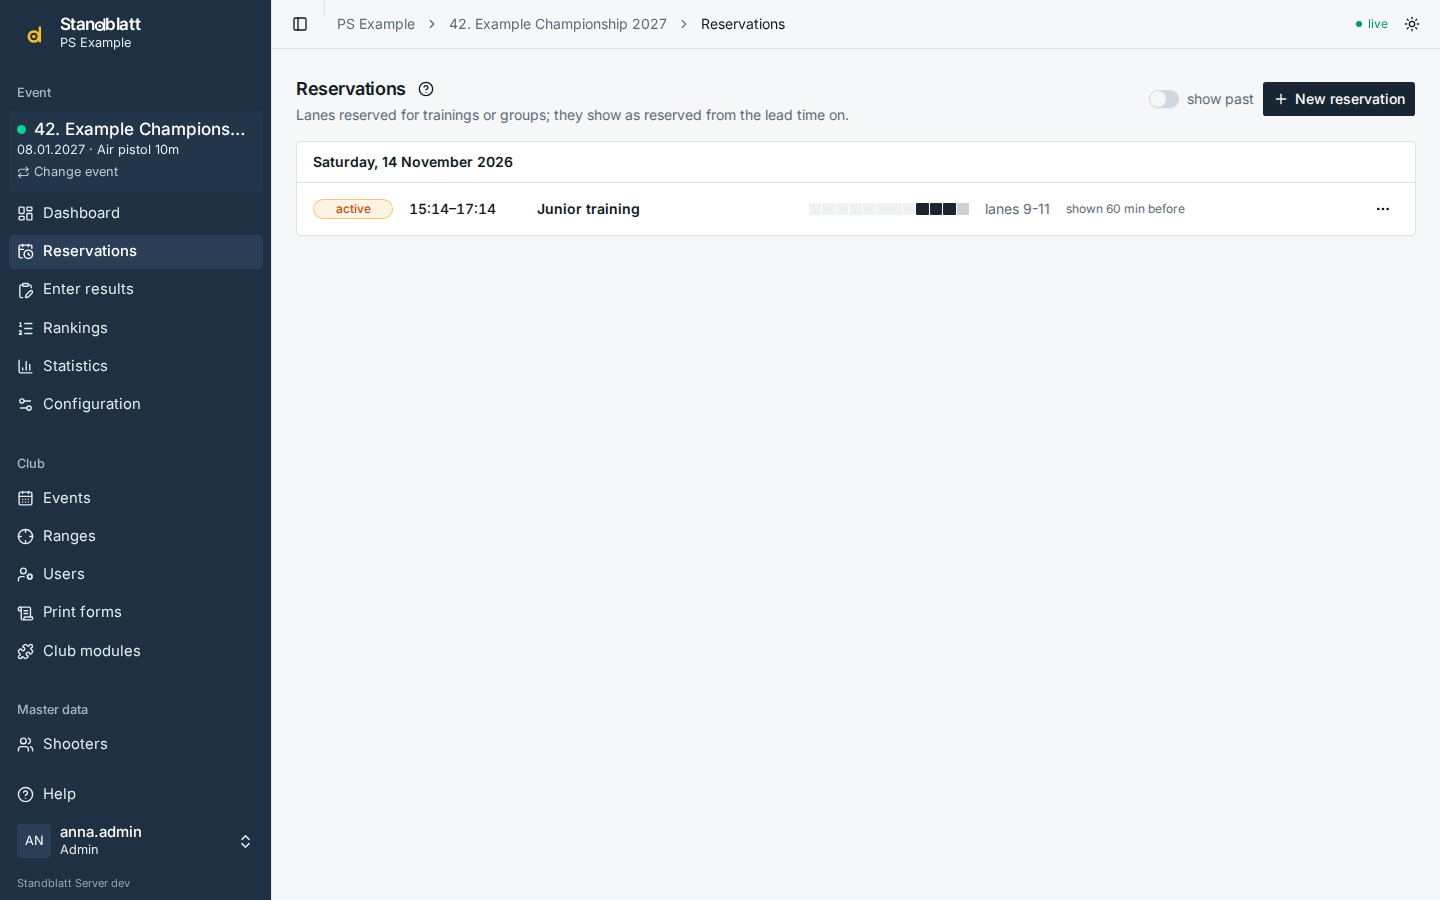 Standblatt
PS Example
Event
42. Example Champions...
08.01.2027 · Air pistol 10m
Change event
Dashboard
Reservations
Enter results
Rankings
Statistics
Configuration
Club
Events
Ranges
Users
Print forms
Club modules
Master data
Shooters
Help
AN
anna.admin
Admin
Standblatt Server dev
PS Example > 42. Example Championship 2027 > Reservations
live
Reservations
Lanes reserved for trainings or groups; they show as reserved from the lead time on.
show past
+ New reservation
Saturday, 14 November 2026
active 15:14–17:14 Junior training lanes 9-11 shown 60 min before